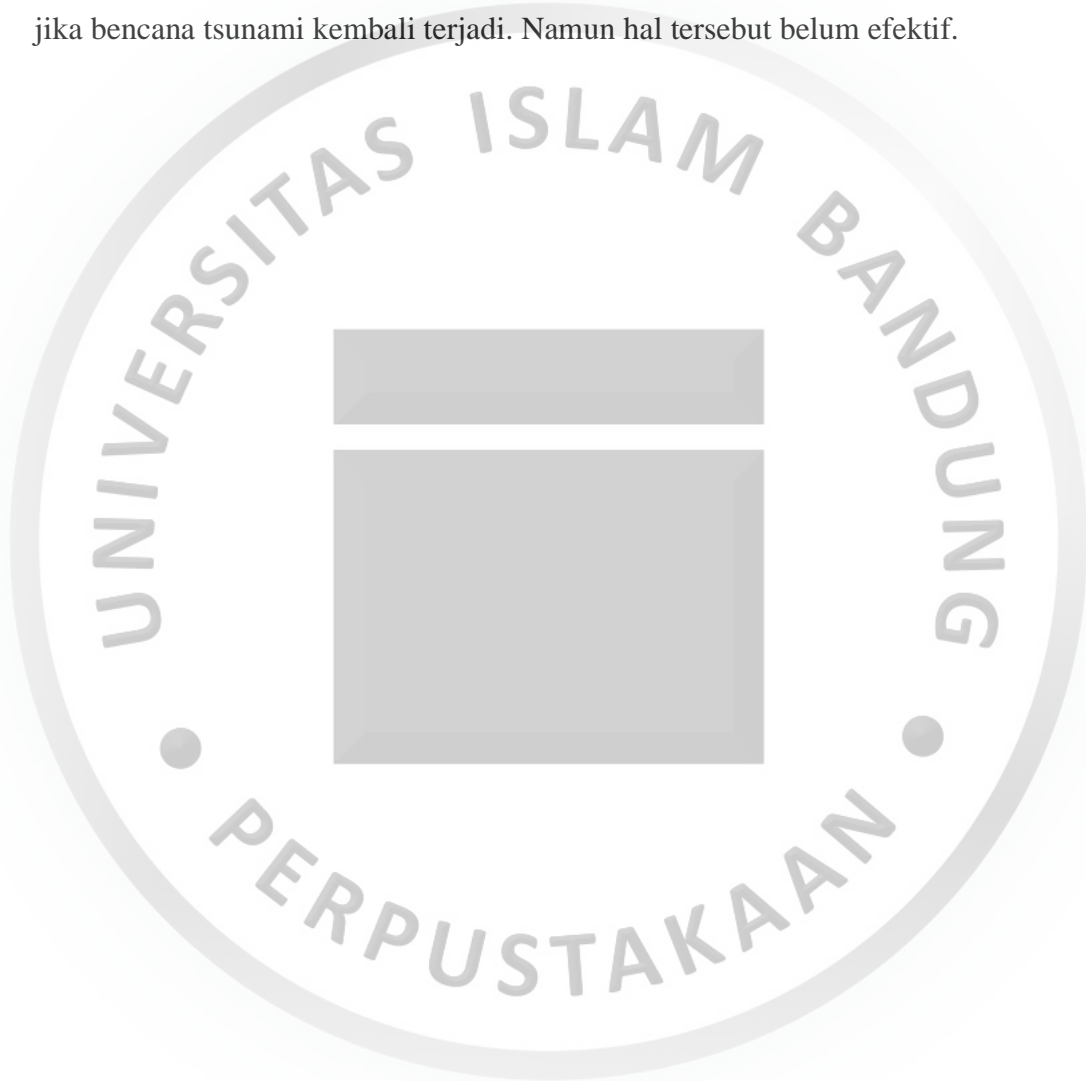 jika bencana tsunami kembali terjadi. Namun hal tersebut belum efektif.
UNIVERSITAS ISLAM BANDUNG
PERPUSTAKAAN